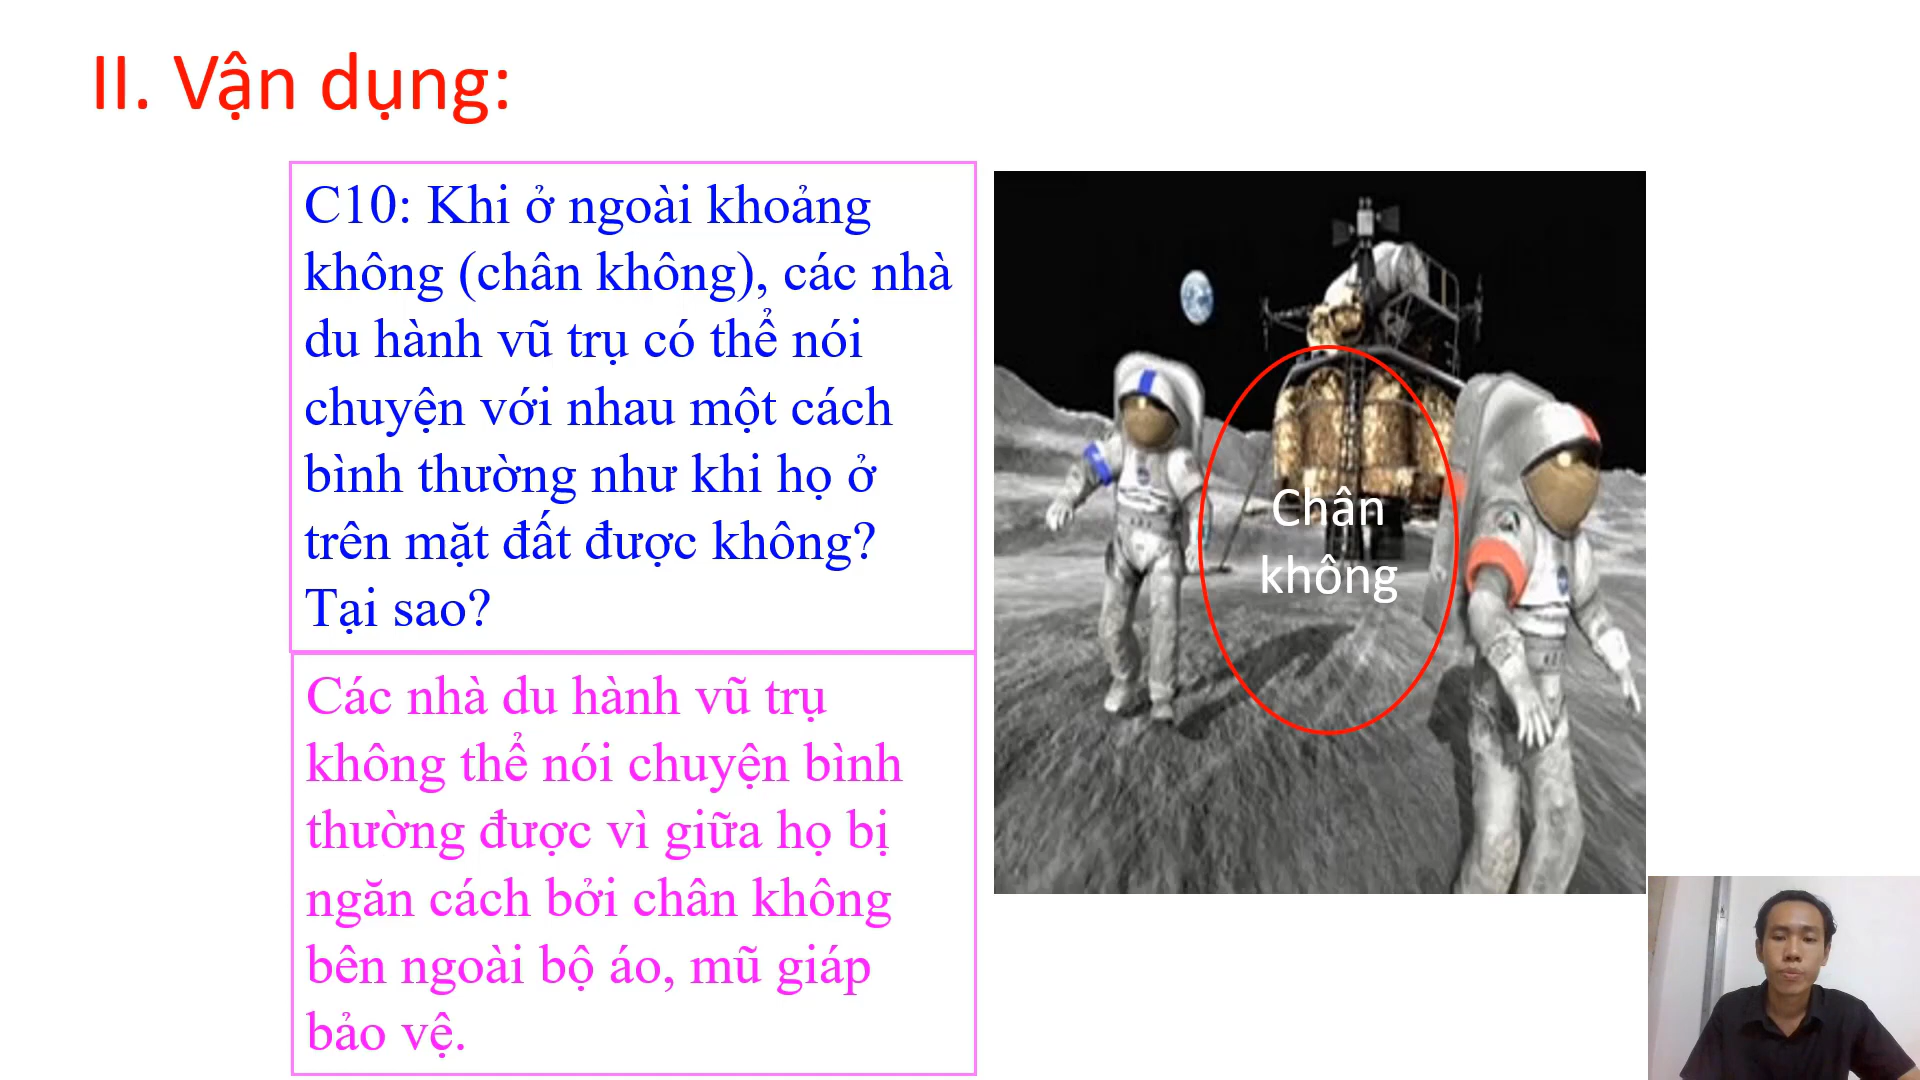 II. Vận dụng:
C10: Khi ở ngoài khoảng
không (chân không), các nhà
du hành vũ trụ có thể nói
chuyện với nhau một cách
bình thường như khi họ ở
trên mặt đất được không?
Tại sao?
Các nhà du hành vũ trụ
không thể nói chuyện bình
thường được vì giữa họ bị
ngăn cách bởi chân không
bên ngoài bộ áo, mũ giáp
bảo vệ.
Chân
không